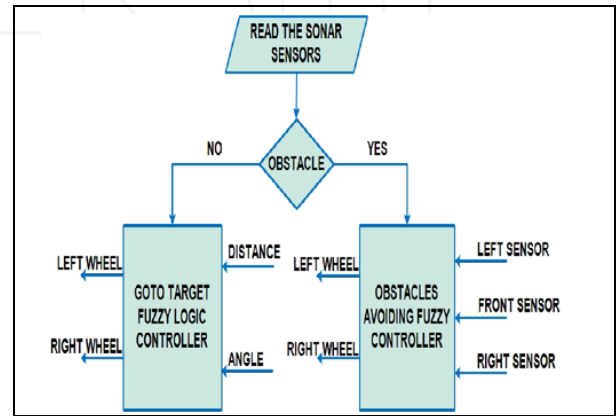 READ THE SONAR
SENSORS
NO
YES
OBSTACLE
LEFT WHEEL
RIGHT WHEEL
GOTO TARGET
FUZZY LOGIC
CONTROLLER
DISTANCE
ANGLE
LEFT WHEEL
RIGHT WHEEL
OBSTACLES
AVOIDING FUZZY
CONTROLLER
LEFT SENSOR
FRONT SENSOR
RIGHT SENSOR